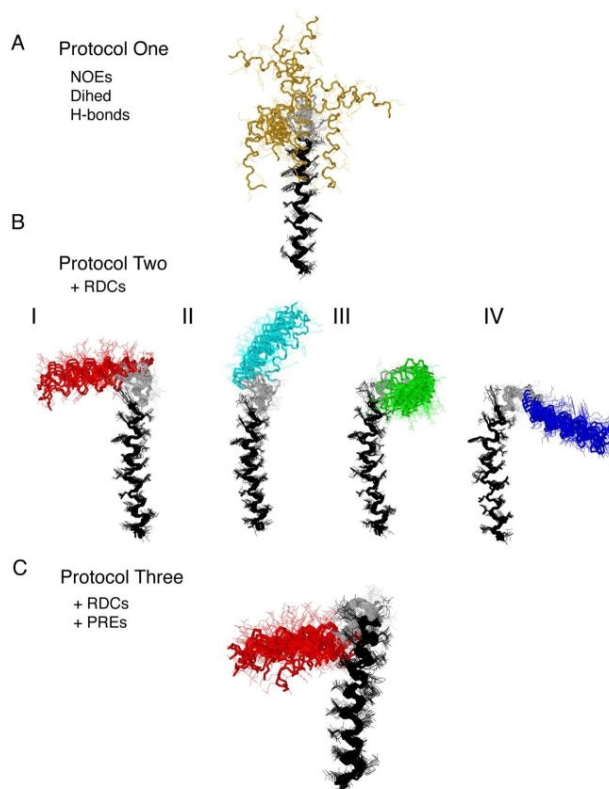 A
Protocol One
NOEs
Dihed
H-bonds
B
Protocol Two
+ RDCs
I
II
III
IV
C
Protocol Three
+ RDCs
+ PREs